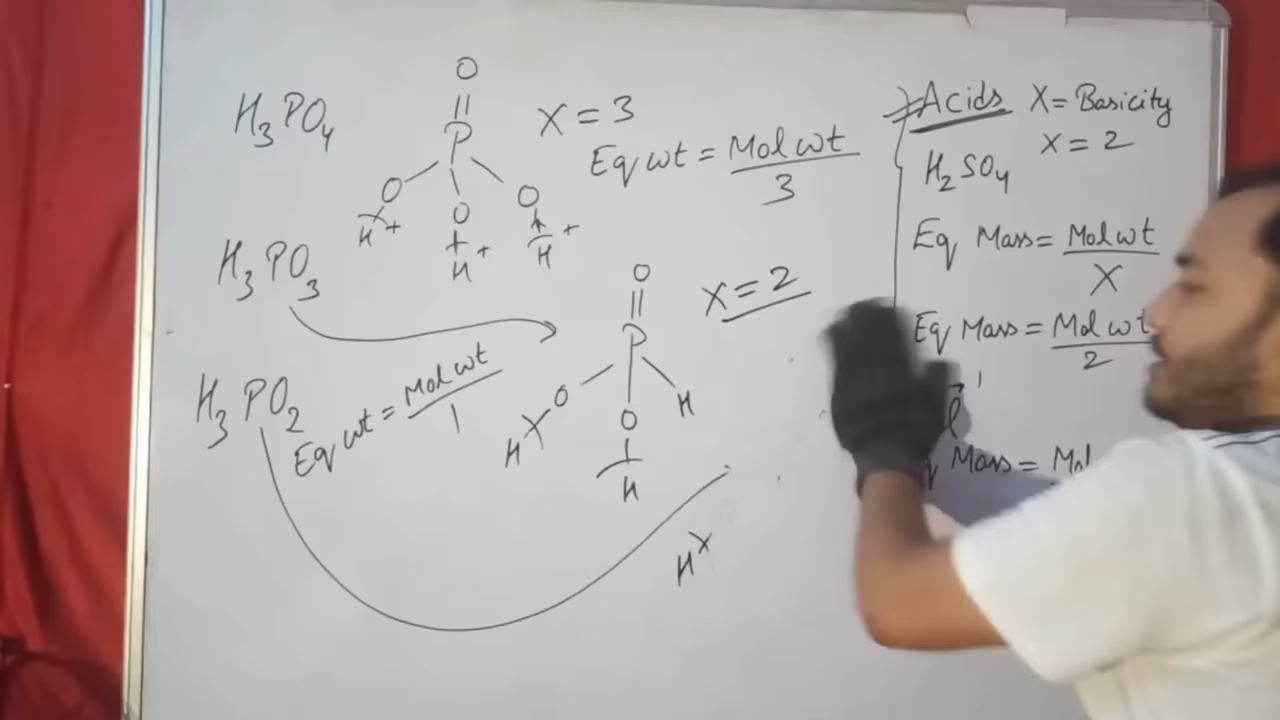 H3PO4
O
||
P
O
O
O
H+
H+
H+
X = 3
Eq wt = Mol wt
3
H3PO3
O
||
P
O
O
H
H
H
X = 2
H3PO2
Eq wt = Mol wt
1
H
Acids X = Basicity
X = 2
H2SO4
Eq Mass = Mol wt
X
Eq Mass = Mol wt
2
Mass =